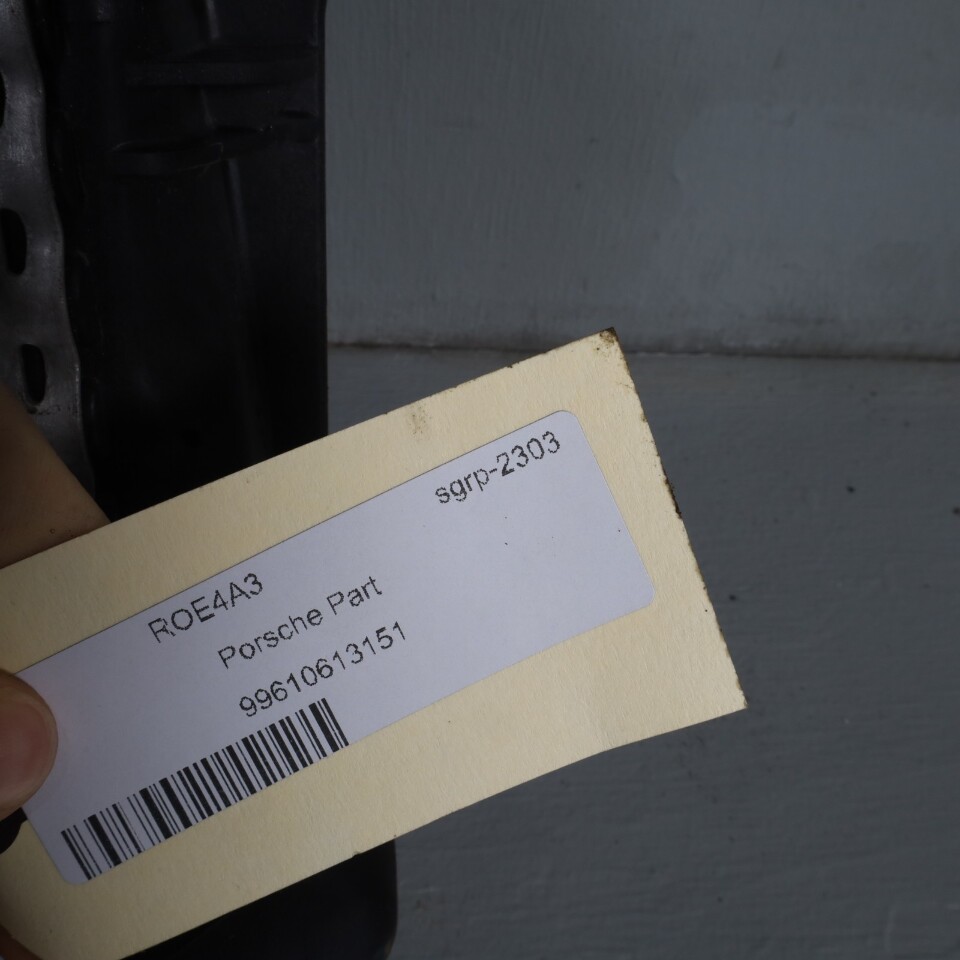 sgrp-2303
ROE4A3
Porsche Part
99610613151